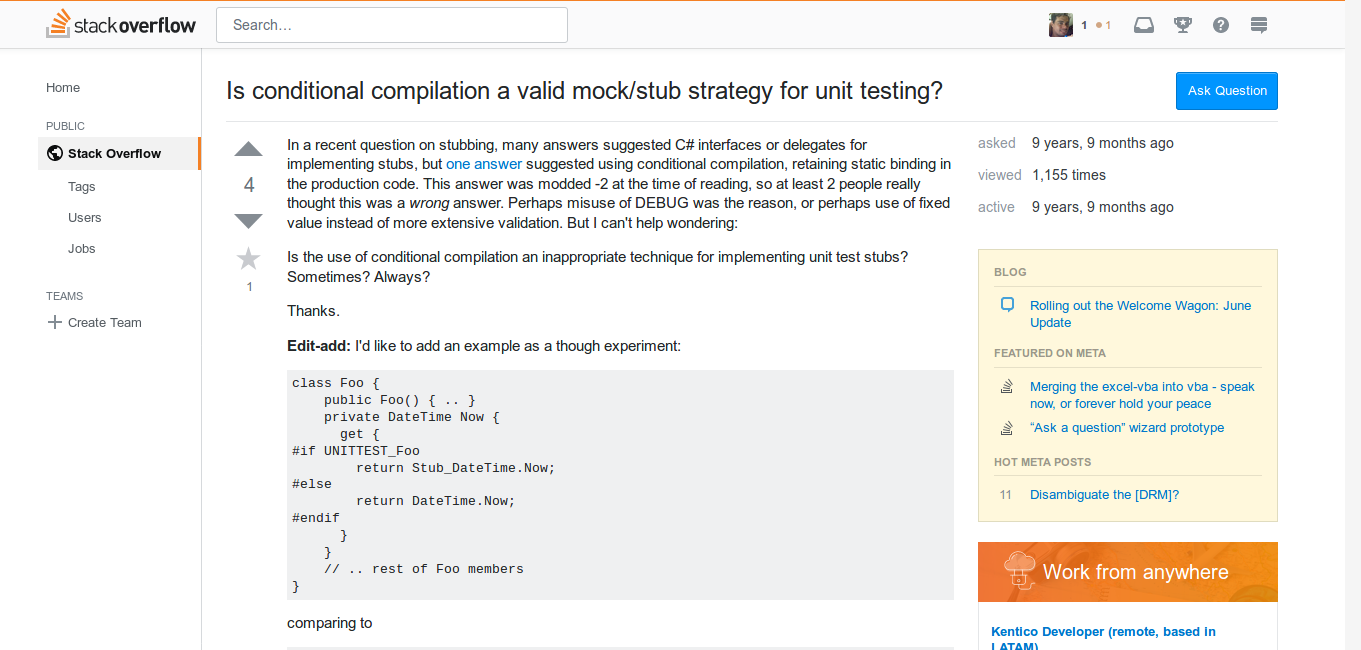 stackoverflow
Search…
1 ● 1
Home
PUBLIC
Stack Overflow
Tags
Users
Jobs
TEAMS
Create Team
Is conditional compilation a valid mock/stub strategy for unit testing?
Ask Question
4
1
In a recent question on stubbing, many answers suggested C# interfaces or delegates for
implementing stubs, but one answer suggested using conditional compilation, retaining static binding in
the production code. This answer was modded -2 at the time of reading, so at least 2 people really
thought this was a wrong answer. Perhaps misuse of DEBUG was the reason, or perhaps use of fixed
value instead of more extensive validation. But I can't help wondering:
Is the use of conditional compilation an inappropriate technique for implementing unit test stubs?
Sometimes? Always?
Thanks.
Edit-add: I'd like to add an example as a though experiment:
class Foo {
    public Foo() { .. }
    private DateTime Now {
      get {
#if UNITTEST_Foo
        return Stub_DateTime.Now;
#else
        return DateTime.Now;
#endif
      }
    }
    // .. rest of Foo members
}
comparing to
asked 9 years, 9 months ago
viewed 1,155 times
active 9 years, 9 months ago
BLOG
Rolling out the Welcome Wagon: June
Update
FEATURED ON META
Merging the excel-vba into vba - speak
now, or forever hold your peace
“Ask a question” wizard prototype
HOT META POSTS
11 Disambiguate the [DRM]?
Work from anywhere
Kentico Developer (remote, based in
LATAM)